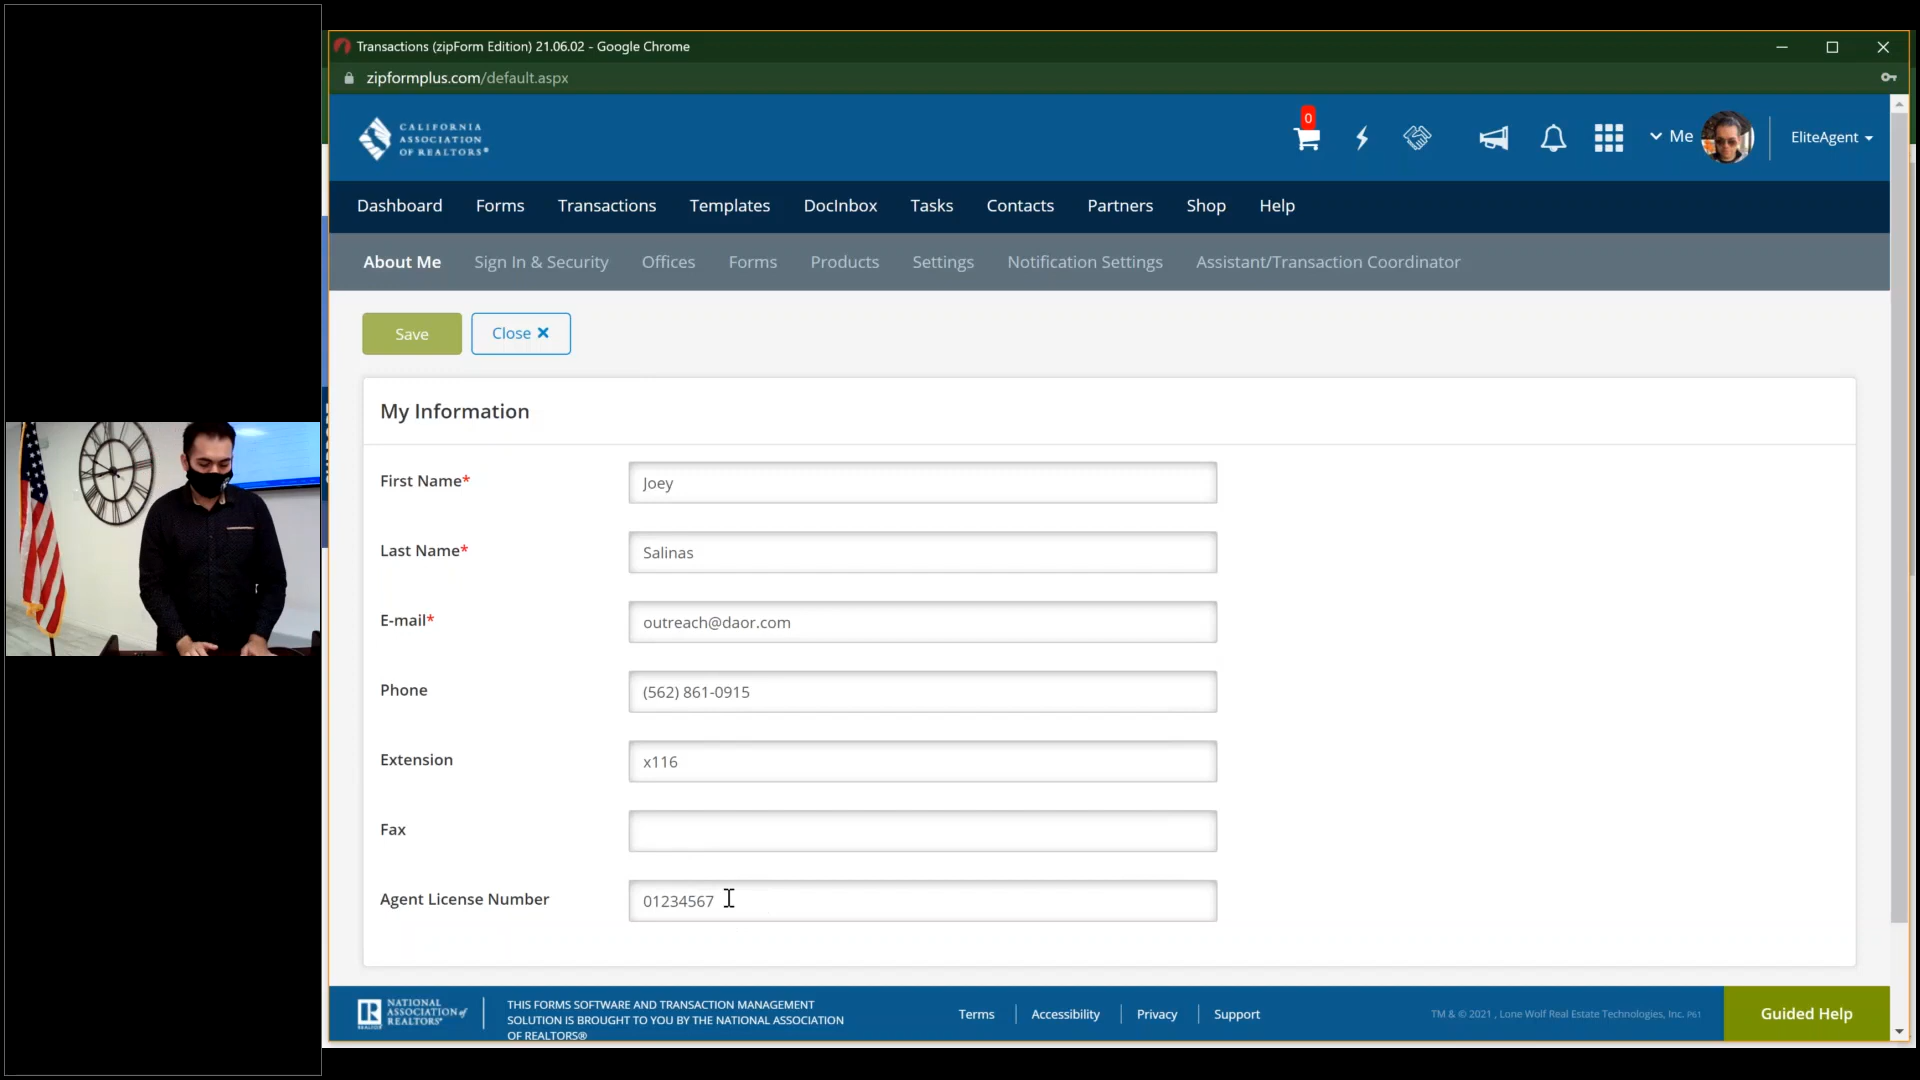 Transactions (zipForm Edition) 21.06.02 - Google Chrome
zipformplus.com/default.aspx
CALIFORNIA
ASSOCIATION
OF REALTORS®
0
Me
EliteAgent
Dashboard Forms Transactions Templates DocInbox Tasks Contacts Partners Shop Help
About Me Sign In & Security Offices Forms Products Settings Notification Settings Assistant/Transaction Coordinator
Save Close
My Information
First Name* Joey
Last Name* Salinas
E-mail* outreach@daor.com
Phone (562) 861-0915
Extension x116
Fax
Agent License Number 01234567
NATIONAL
ASSOCIATION of
REALTORS®
THIS FORMS SOFTWARE AND TRANSACTION MANAGEMENT
SOLUTION IS BROUGHT TO YOU BY THE NATIONAL ASSOCIATION
OF REALTORS®
Terms Accessibility Privacy Support
TM & © 2021 , Lone Wolf Real Estate Technologies, Inc. P61
Guided Help